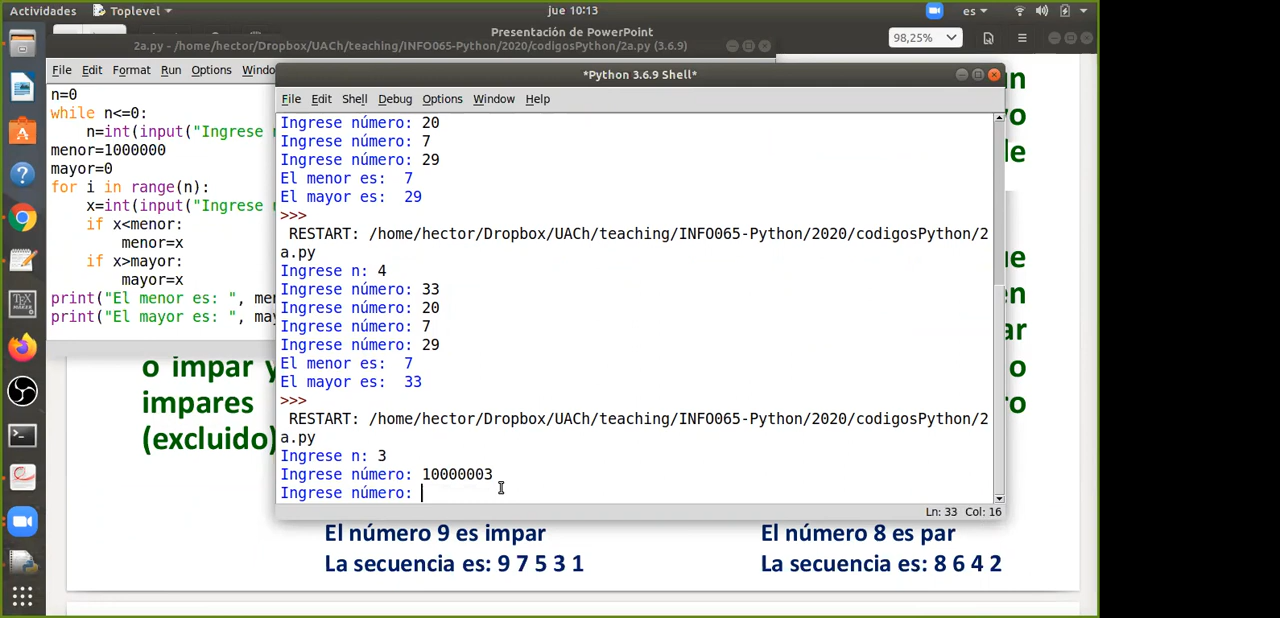 Actividades
Toplevel
jue 10:13
es
Presentación de PowerPoint
98,25%
2a.py - /home/hector/Dropbox/UACh/teaching/INFO065-Python/2020/codigosPython/2a.py (3.6.9)
File Edit Format Run Options Windo
n=0
while n<=0:
    n=int(input("Ingrese
menor=1000000
mayor=0
for i in range(n):
    x=int(input("Ingrese
    if x<menor:
        menor=x
    if x>mayor:
        mayor=x
print("El menor es: ", me
print("El mayor es: ", ma
*Python 3.6.9 Shell*
File Edit Shell Debug Options Window Help
Ingrese número: 20
Ingrese número: 7
Ingrese número: 29
El menor es:  7
El mayor es:  29
>>>
 RESTART: /home/hector/Dropbox/UACh/teaching/INFO065-Python/2020/codigosPython/2
a.py
Ingrese n: 4
Ingrese número: 33
Ingrese número: 20
Ingrese número: 7
Ingrese número: 29
El menor es:  7
El mayor es:  33
>>>
 RESTART: /home/hector/Dropbox/UACh/teaching/INFO065-Python/2020/codigosPython/2
a.py
Ingrese n: 3
Ingrese número: 10000003
Ingrese número:
Ln: 33 Col: 16
o impar y
impares
(excluido)
El número 9 es impar
La secuencia es: 9 7 5 3 1
El número 8 es par
La secuencia es: 8 6 4 2